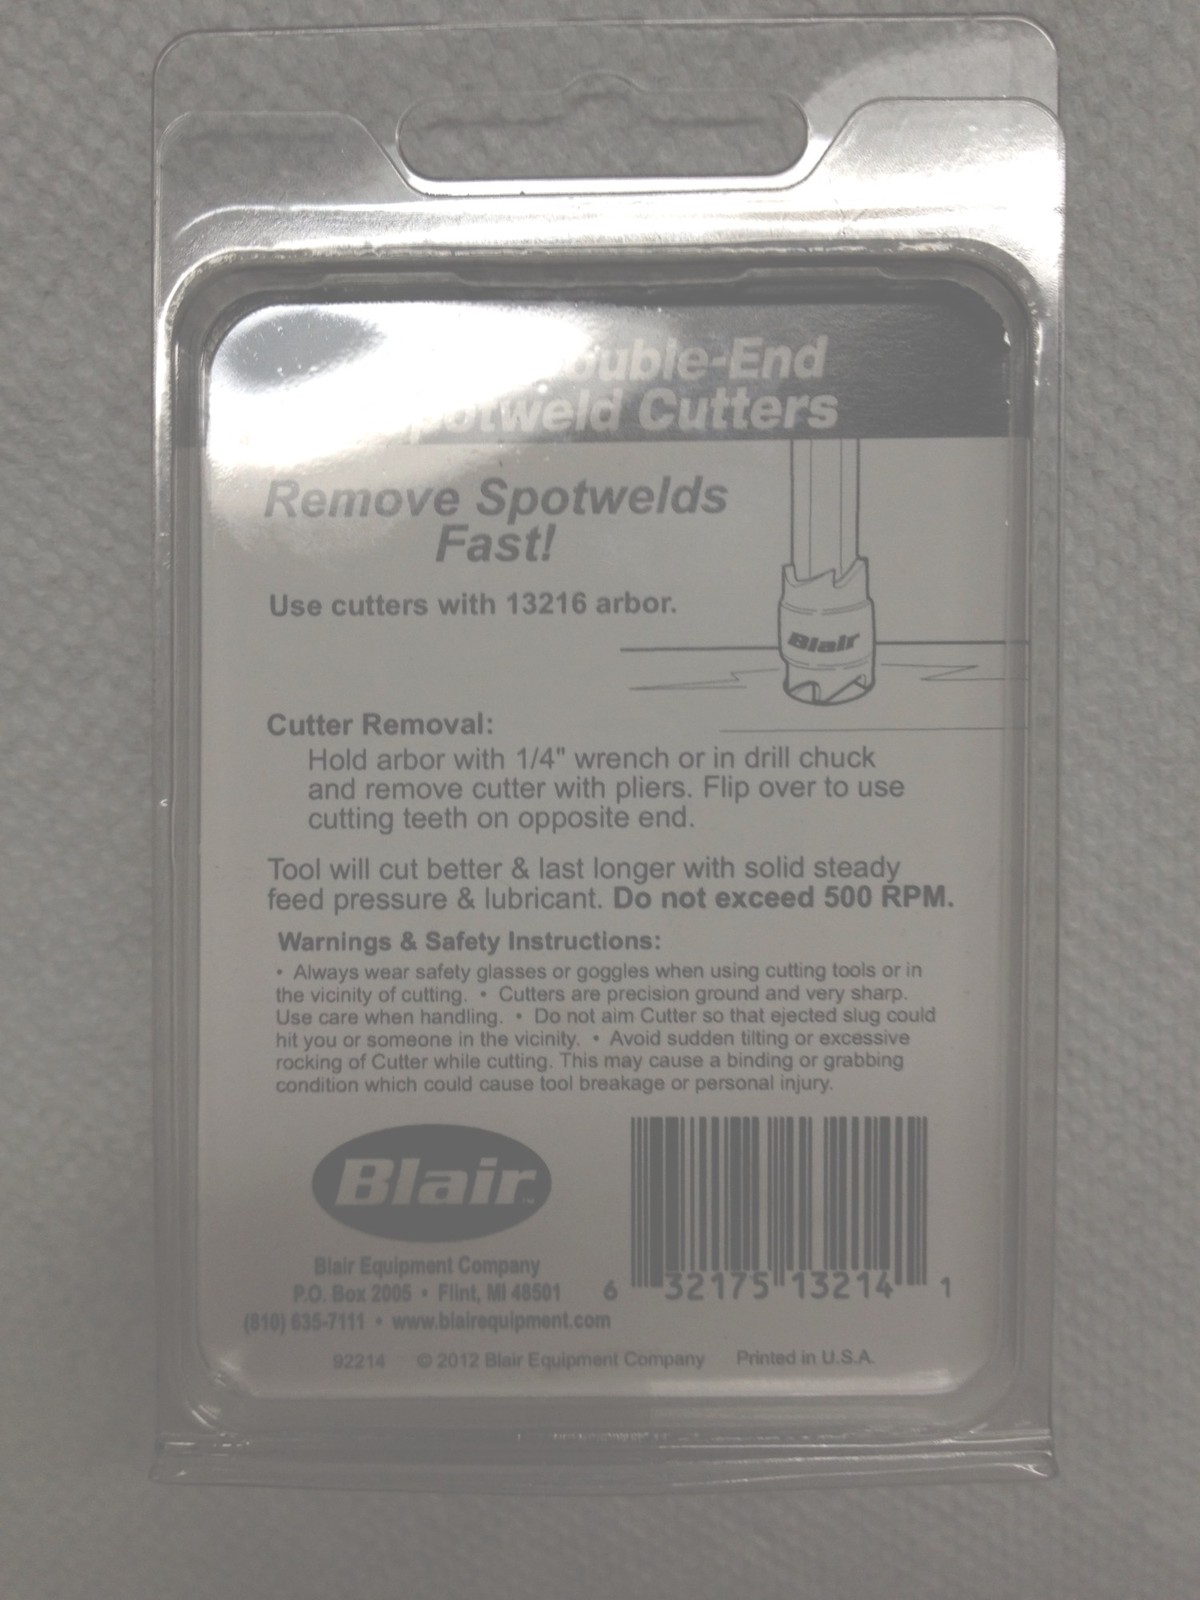 Cutters
Remove Spotwelds
Fast!
Use cutters with 13216 arbor.
Blair
Cutter Removal:
Hold arbor with 1/4" wrench or in drill chuck
and remove cutter with pliers. Flip over to use
cutting teeth on opposite end.
Tool will cut better & last longer with solid steady
feed pressure & lubricant. Do not exceed 500 RPM.
Warnings & Safety Instructions:
• Always wear safety glasses or goggles when using cutting tools or in
the vicinity of cutting. • Cutters are precision ground and very sharp.
Use care when handling. • Do not aim Cutter so that ejected slug could
hit you or someone in the vicinity. • Avoid sudden tilting or excessive
rocking of Cutter while cutting. This may cause a binding or grabbing
condition which could cause tool breakage or personal injury.
Blair™
Blair Equipment Company
P.O. Box 2005 • Flint, MI 48501
(810) 635-7111 • www.blairequipment.com
6 32175 13214 1
92214 © 2012 Blair Equipment Company Printed in U.S.A.